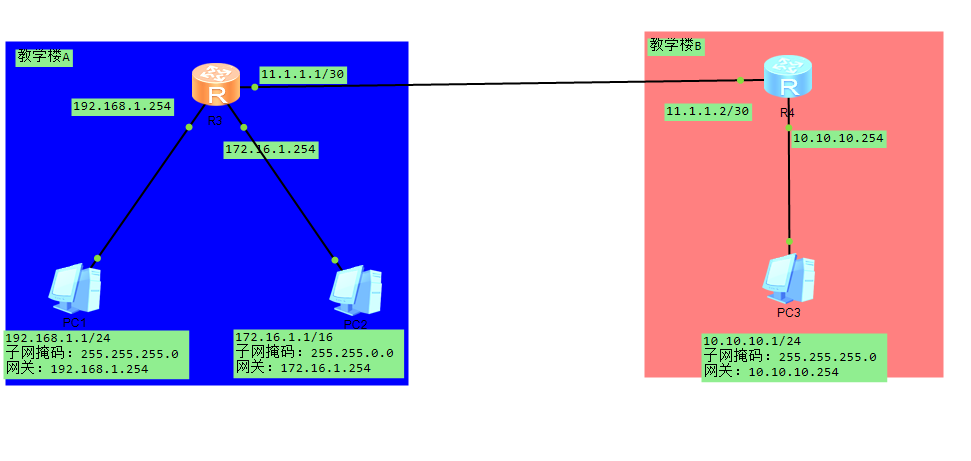 教学楼A
R
R3
11.1.1.1/30
192.168.1.254
172.16.1.254
PC1
192.168.1.1/24
子网掩码：255.255.255.0
网关：192.168.1.254
PC2
172.16.1.1/16
子网掩码：255.255.0.0
网关：172.16.1.254
教学楼B
R
R4
11.1.1.2/30
10.10.10.254
PC3
10.10.10.1/24
子网掩码：255.255.255.0
网关：10.10.10.254